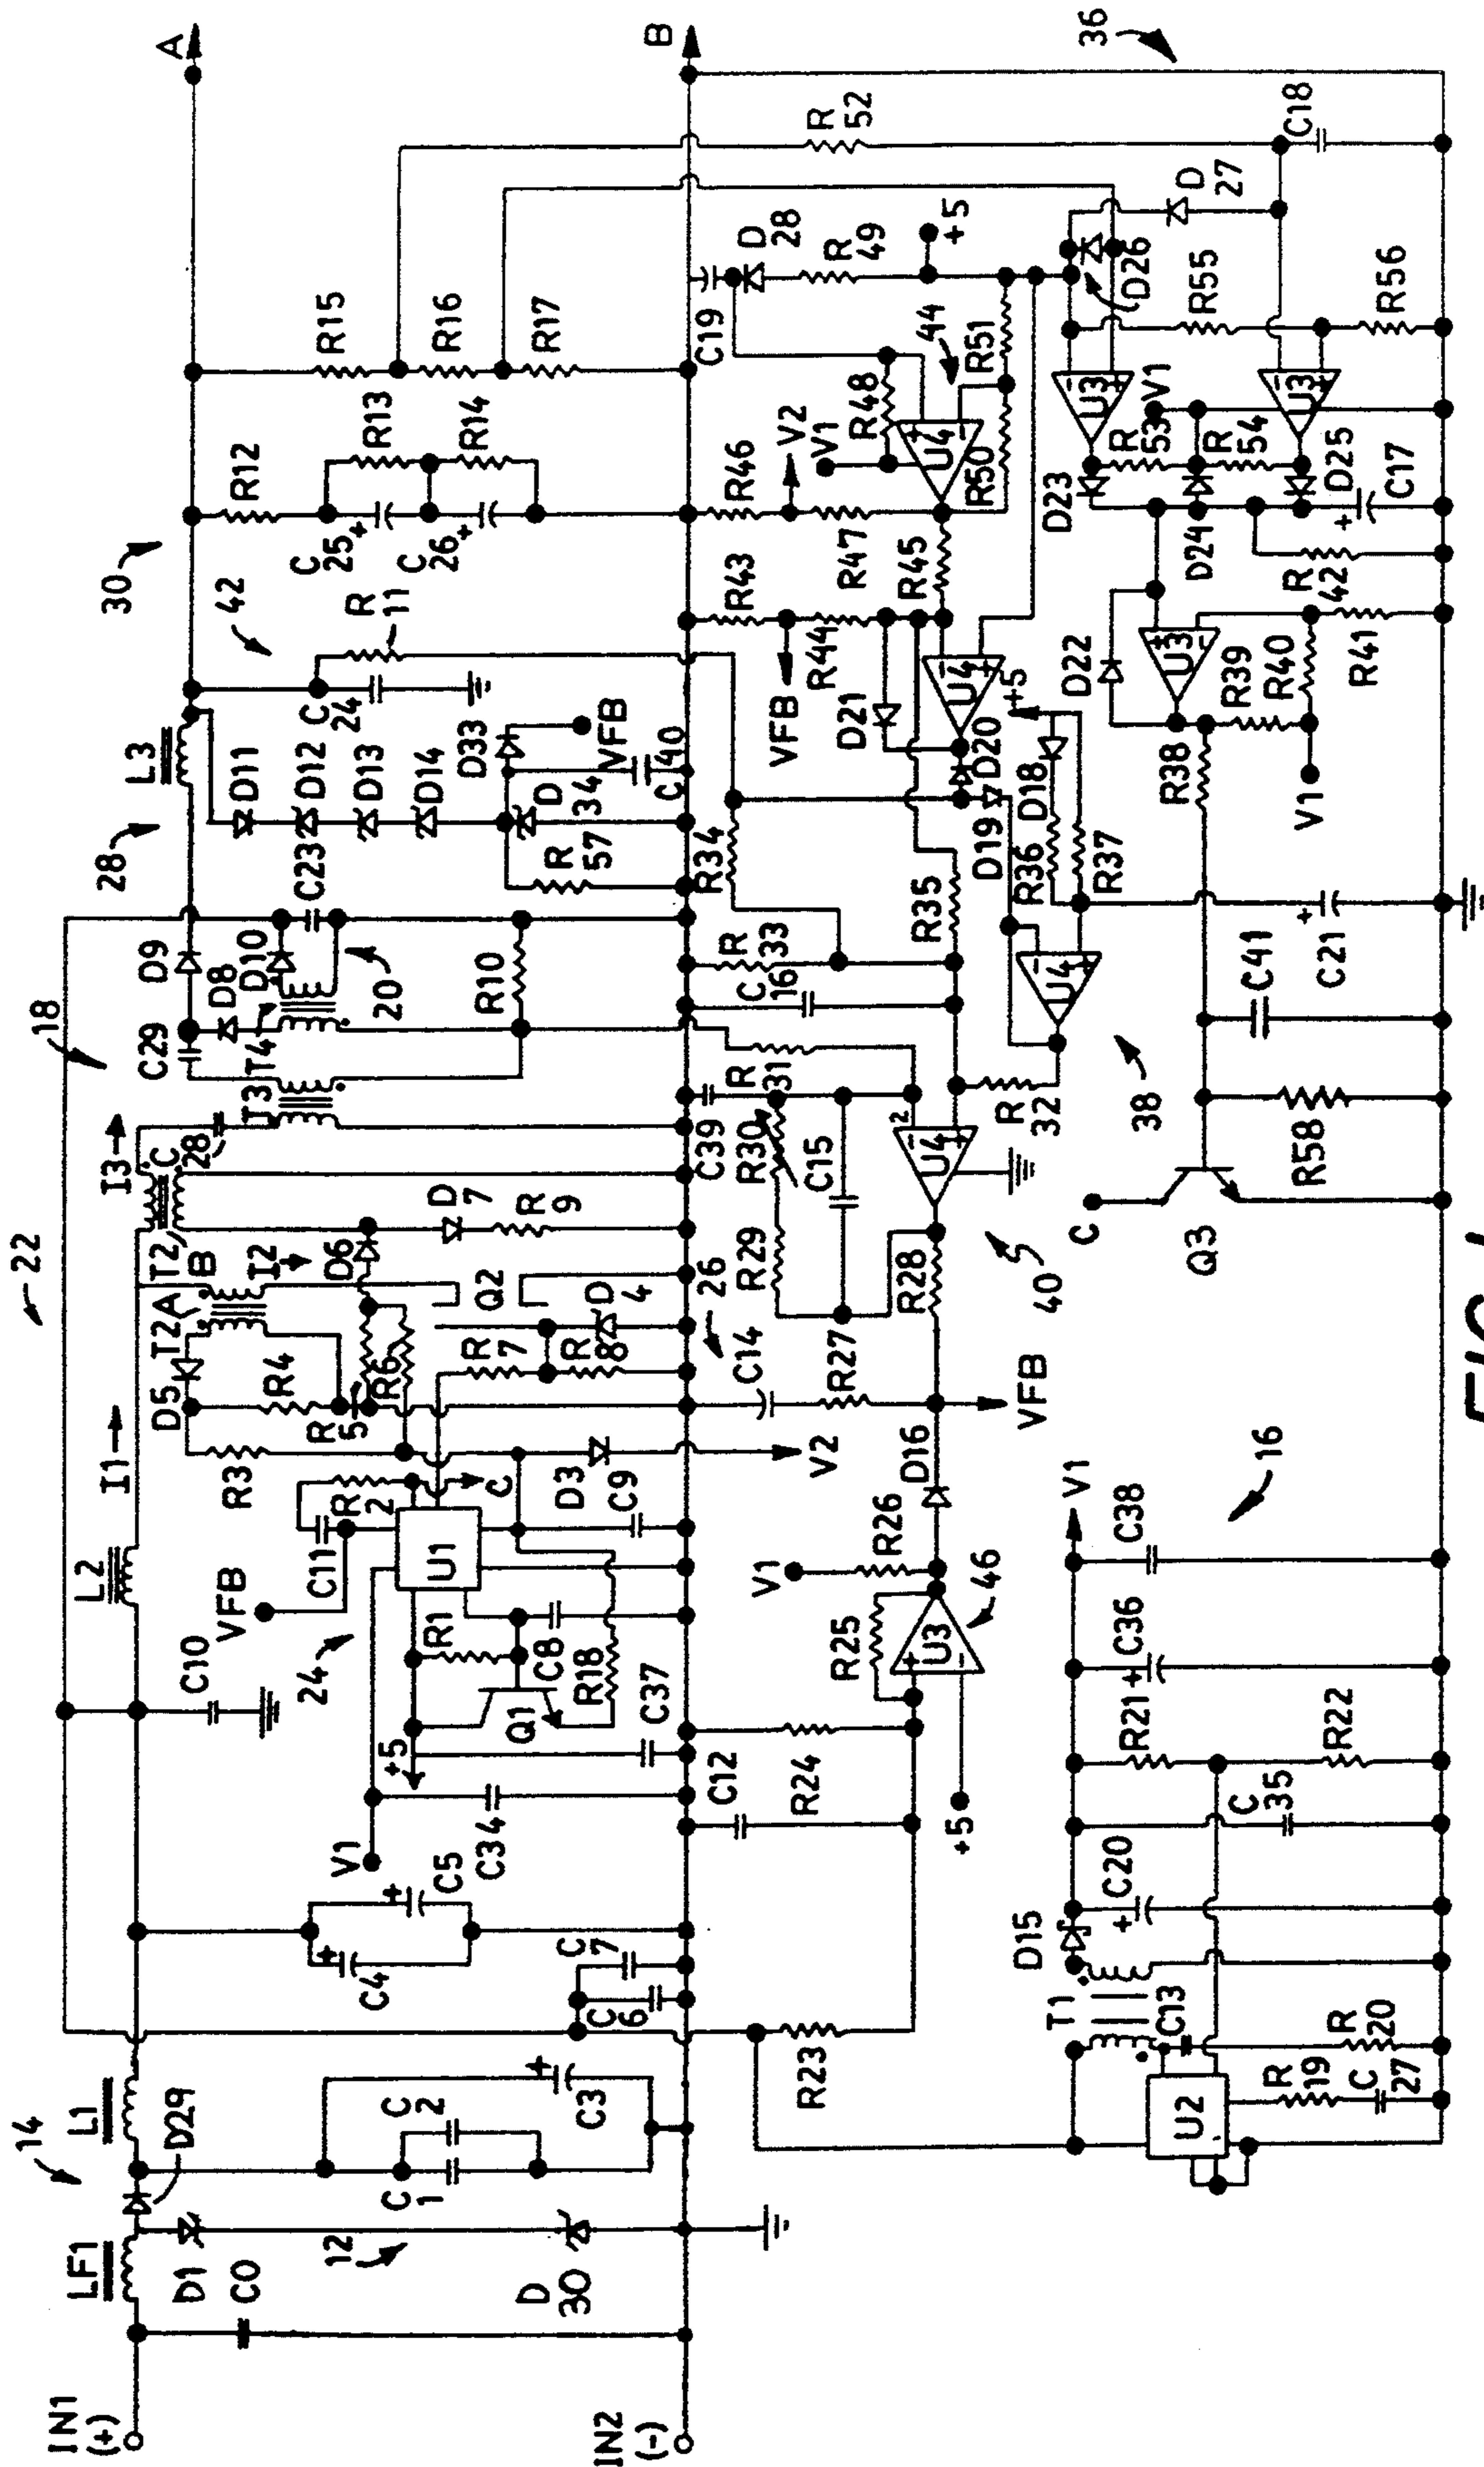 22
18
28
30
A
14
L1
L2
I1
I3
L3
42
LF1
D29
C10
T2
B
T2A
I2
C
28
C29
D9
D8
T4
T3
D10
C23
20
D11
D12
D13
D14
C
24
R
11
R12
C
25
C
26
R13
R14
R15
R16
R17
IN1
(+)
D1
C0
12
C
1
C
2
C3
C4
C5
V1
C34
VFB
24
C11
R
2
R3
D5
R4
R
5
R6
D6
D
7
R
9
U1
R1
Q1
+5
C8
R18
C37
C
D3
C9
R
7
R
8
Q2
D
4
R10
R
57
D33
VFB
D
34
C
40
D
30
C
6
C
7
IN2
(-)
B
V2
26
C12
R24
C14
R27
C39
R
31
R30
C15
R29
R28
C
16
R
33
R34
R35
R43
R44
VFB
R46
V2
R47
V1
R48
C19
D
28
R
49
+5
R
52
36
R23
+5
U3
R25
R26
V1
D16
VFB
46
U4
2
40
R
32
U4
38
D19
R36
D18
R37
D20
+5
D21
U4
R45
R50
U4
44
R51
U3
D26
D
27
C18
D23
R
53
V1
R
54
D24
D25
U3
R55
R56
C17
R
42
D22
U3
R39
R40
R41
R38
V1
C41
C21
R58
Q3
C
T1
D15
C20
C
35
R21
R22
C36
C38
V1
16
U2
C13
R
19
R
20
C
27